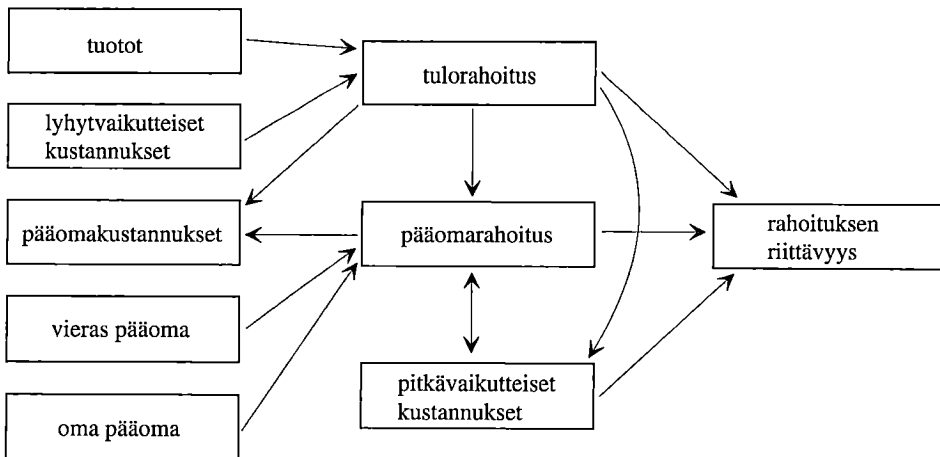 tuotot
lyhytvaikutteiset
kustannukset
pääomakustannukset
vieras pääoma
oma pääoma
tulorahoitus
pääomarahoitus
pitkävaikutteiset
kustannukset
rahoituksen
riittävyys